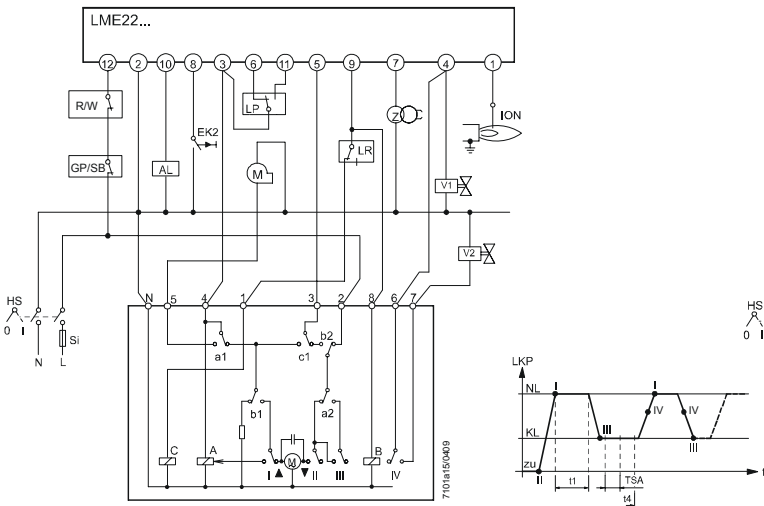 LME22...
12 2 10 8 3 6 11 5 9 7 4 1
R/W
LP
Z
ION
EK2
GP/SB
AL
M
LR
V1
V2
HS
0 I
Si
N L
N 5 4 1 3 2 8 6 7
a1 c1 b2
b1 a2
C A B
I M II III IV
7101a15/0409
HS
0 I
LKP
NL
I I
IV IV
KL
III III
zu
II t1 TSA t
t4